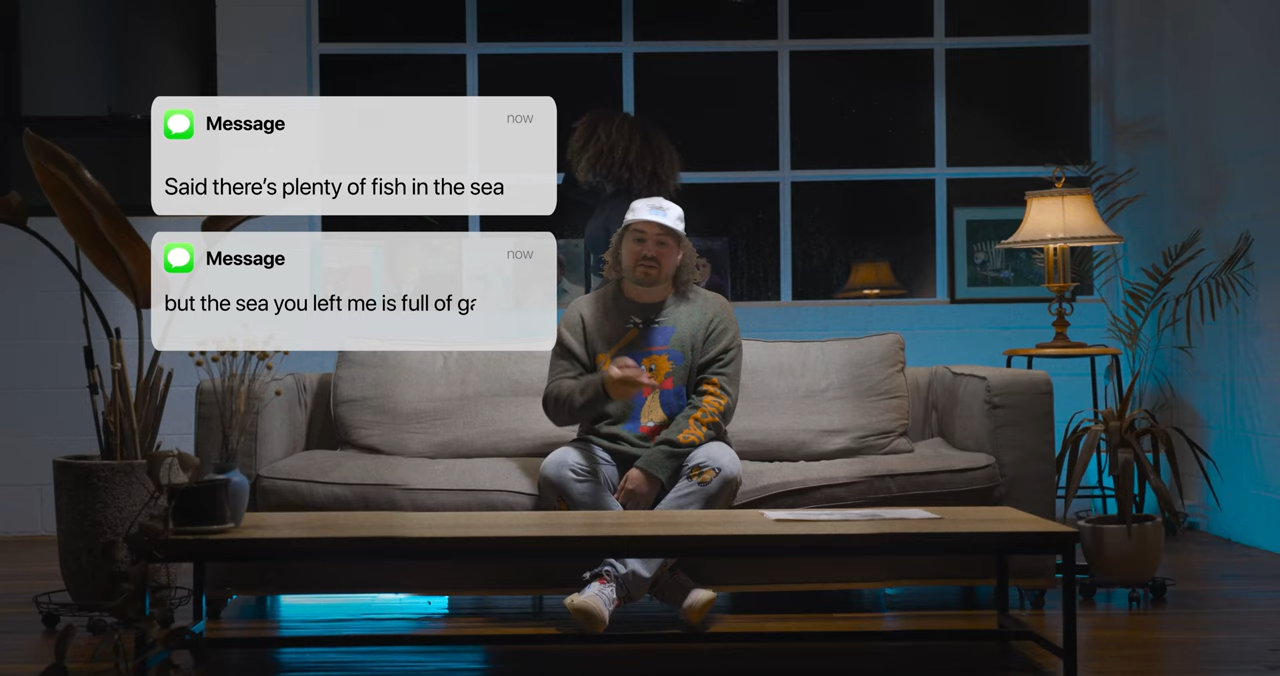 Message
now
Said there's plenty of fish in the sea
Message
now
but the sea you left me is full of